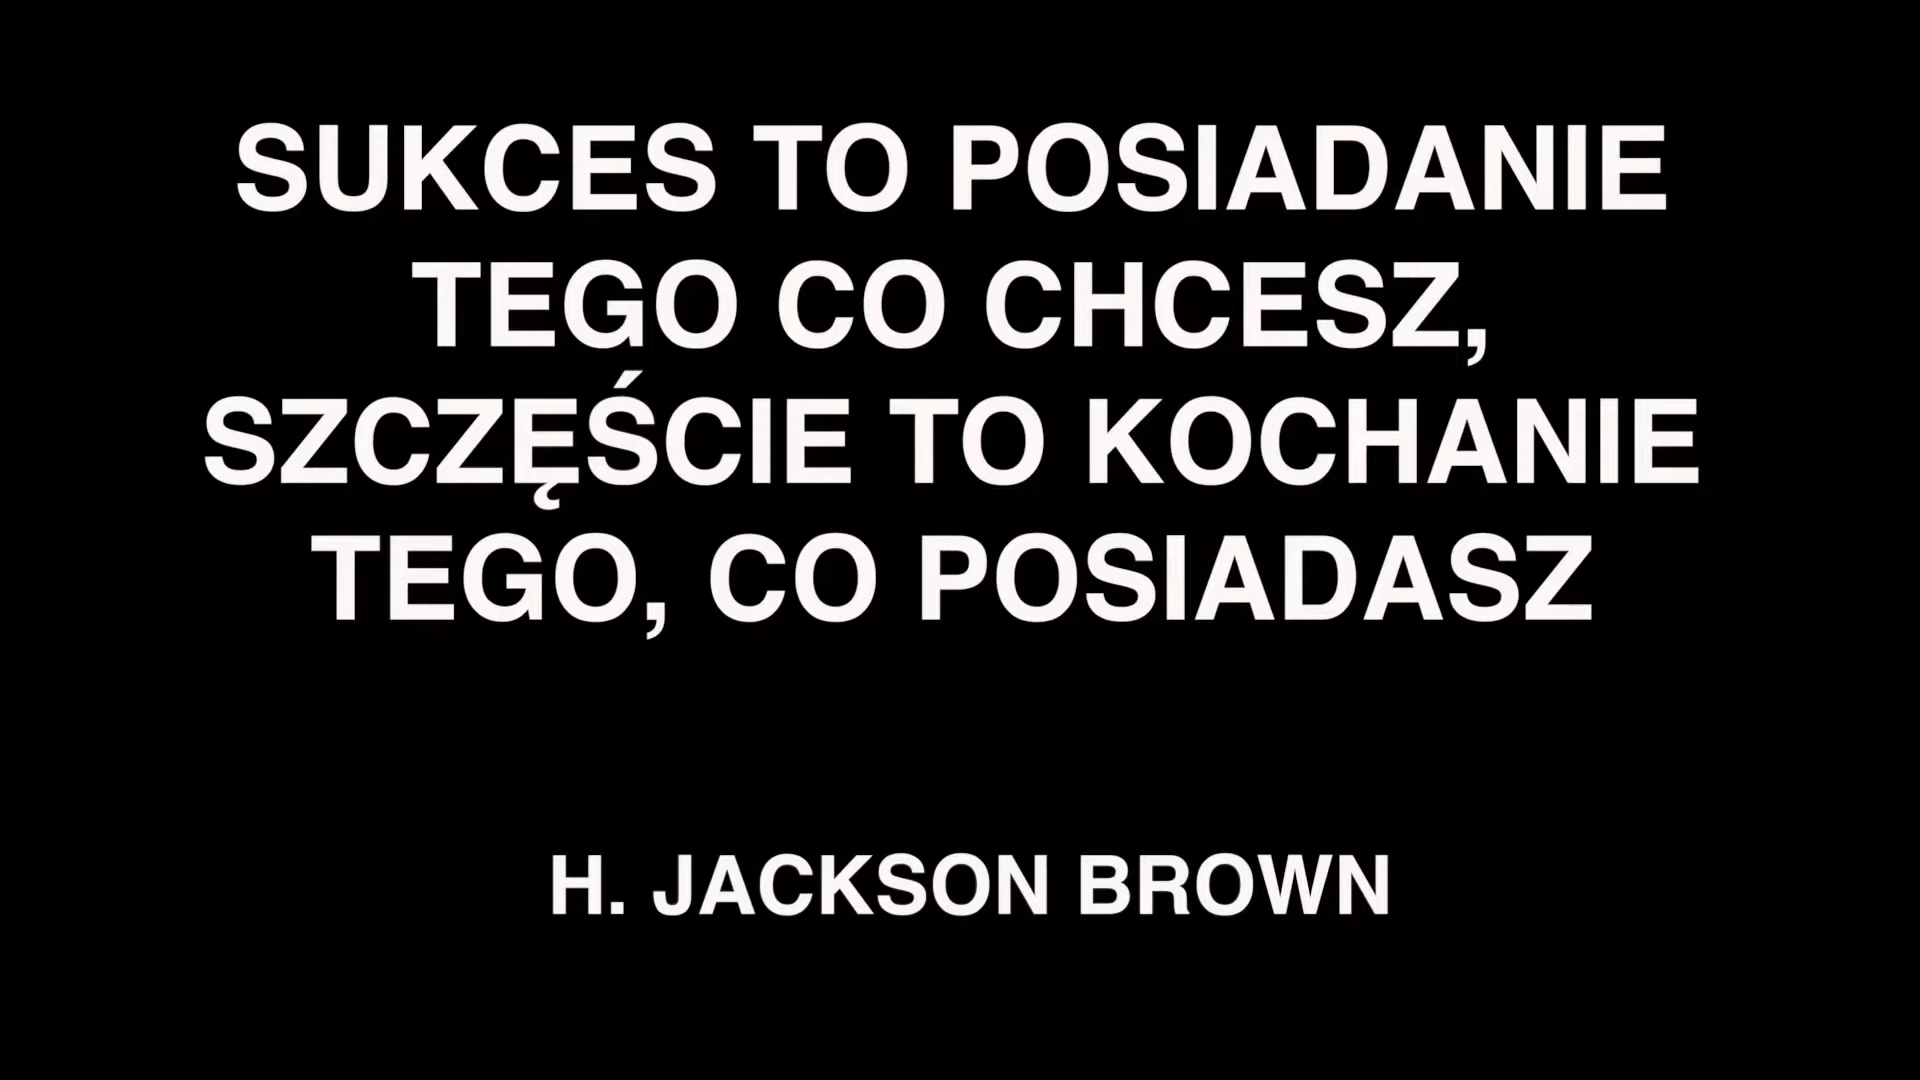 SUKCES TO POSIADANIE
TEGO CO CHCESZ,
SZCZĘŚCIE TO KOCHANIE
TEGO, CO POSIADASZ
H. JACKSON BROWN